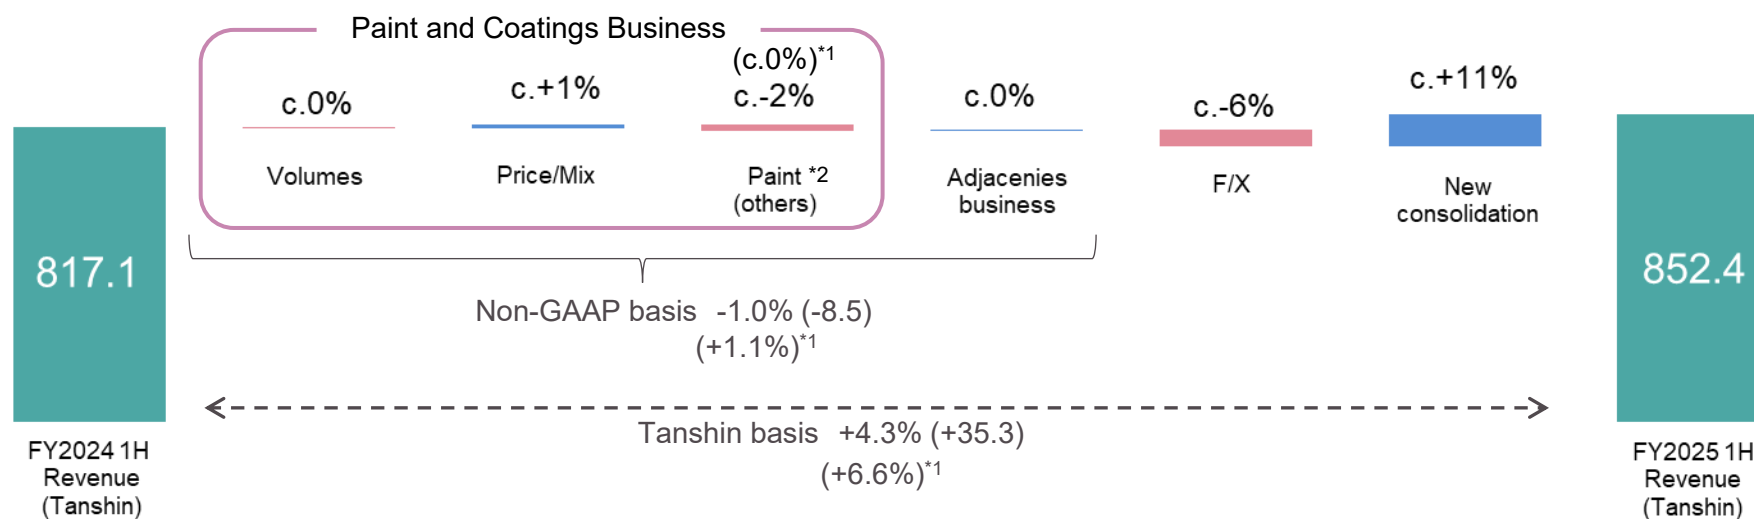 Paint and Coatings Business
c.0%
Volumes
c.+1%
Price/Mix
(c.0%)*1
c.-2%
Paint *2
(others)
c.0%
Adjacenies
business
c.-6%
F/X
c.+11%
New
consolidation
817.1
FY2024 1H
Revenue
(Tanshin)
852.4
FY2025 1H
Revenue
(Tanshin)
Non-GAAP basis -1.0% (-8.5)
(+1.1%)*1
Tanshin basis +4.3% (+35.3)
(+6.6%)*1